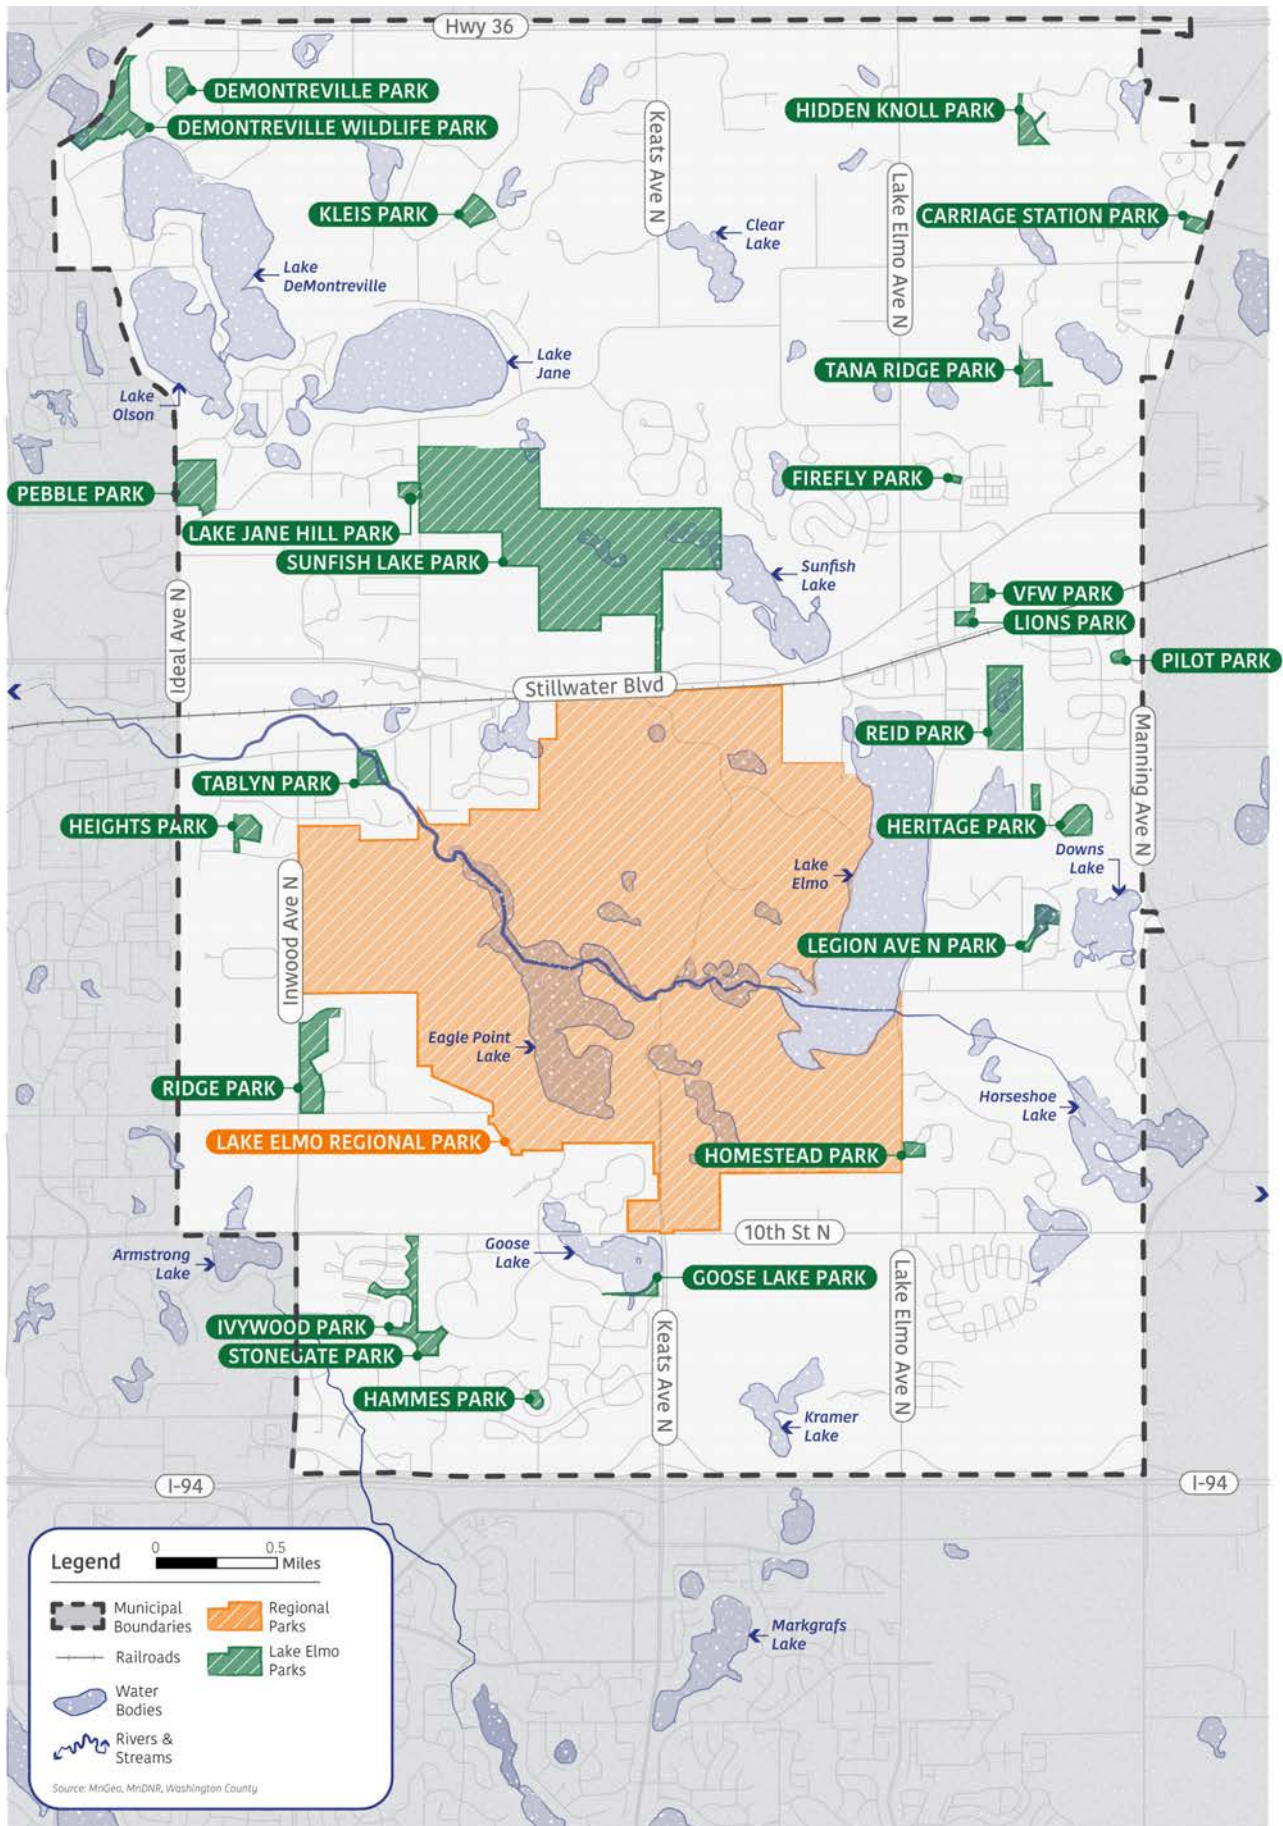 Hwy 36
DEMONTREVILLE PARK
DEMONTREVILLE WILDLIFE PARK
HIDDEN KNOLL PARK
Keats Ave N
Lake Elmo Ave N
KLEIS PARK
CARRIAGE STATION PARK
Clear
Lake
Lake
DeMontreville
Lake
Jane
TANA RIDGE PARK
Lake
Olson
PEBBLE PARK
FIREFLY PARK
LAKE JANE HILL PARK
SUNFISH LAKE PARK
Sunfish
Lake
VFW PARK
LIONS PARK
Ideal Ave N
PILOT PARK
Stillwater Blvd
REID PARK
Manning Ave N
TABLYN PARK
HEIGHTS PARK
HERITAGE PARK
Downs
Lake
Lake
Elmo
Inwood Ave N
LEGION AVE N PARK
Eagle Point
Lake
RIDGE PARK
Horseshoe
Lake
LAKE ELMO REGIONAL PARK
HOMESTEAD PARK
10th St N
Armstrong
Lake
Goose
Lake
GOOSE LAKE PARK
Lake Elmo Ave N
IVYWOOD PARK
STONEGATE PARK
Keats Ave N
HAMMES PARK
Kramer
Lake
I-94
I-94
Legend
0 0.5
Miles
Municipal
Boundaries
Regional
Parks
Railroads
Lake Elmo
Parks
Water
Bodies
Rivers &
Streams
Source: MnGeo, MnDNR, Washington County
Markgrafs
Lake